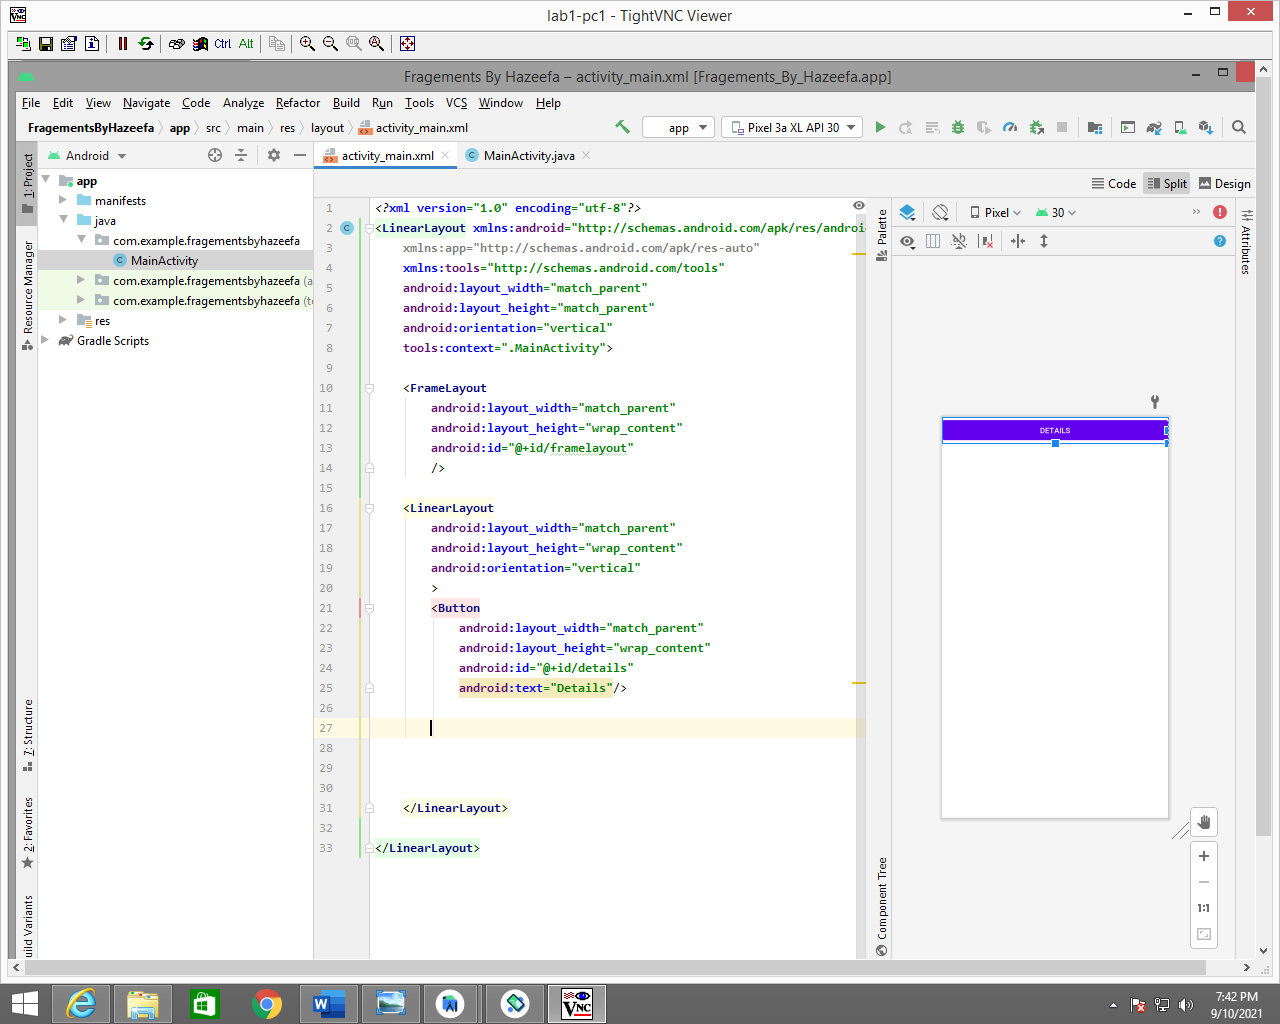 lab1-pc1 - TightVNC Viewer
Ctrl Alt
Fragements By Hazeefa – activity_main.xml [Fragements_By_Hazeefa.app]
File Edit View Navigate Code Analyze Refactor Build Run Tools VCS Window Help
FragementsByHazeefa app src main res layout activity_main.xml app Pixel 3a XL API 30
Android activity_main.xml MainActivity.java
Code Split Design
1: Project
Resource Manager
7: Structure
2: Favorites
uild Variants
app
manifests
java
com.example.fragementsbyhazeefa
MainActivity
com.example.fragementsbyhazeefa (a
com.example.fragementsbyhazeefa (t
res
Gradle Scripts
1 <?xml version="1.0" encoding="utf-8"?>
2 <LinearLayout xmlns:android="http://schemas.android.com/apk/res/androi
3 xmlns:app="http://schemas.android.com/apk/res-auto"
4 xmlns:tools="http://schemas.android.com/tools"
5 android:layout_width="match_parent"
6 android:layout_height="match_parent"
7 android:orientation="vertical"
8 tools:context=".MainActivity">
9
10 <FrameLayout
11 android:layout_width="match_parent"
12 android:layout_height="wrap_content"
13 android:id="@+id/framelayout"
14 />
15
16 <LinearLayout
17 android:layout_width="match_parent"
18 android:layout_height="wrap_content"
19 android:orientation="vertical"
20 >
21 <Button
22 android:layout_width="match_parent"
23 android:layout_height="wrap_content"
24 android:id="@+id/details"
25 android:text="Details"/>
26
27
28
29
30
31 </LinearLayout>
32
33 </LinearLayout>
Palette
Component Tree
Pixel 30
Attributes
DETAILS
1:1
7:42 PM
9/10/2021